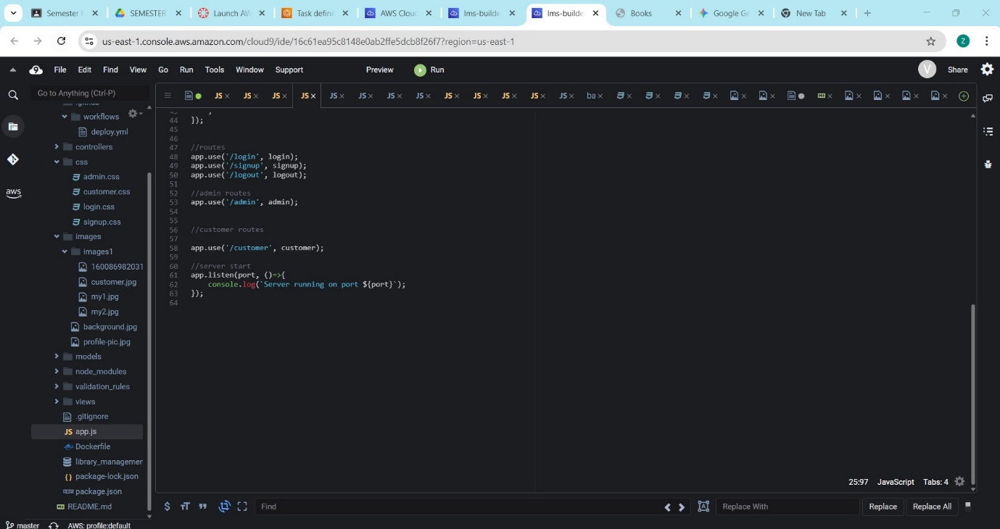 Semester
SEMESTER
Launch AW
Task defini
AWS Cloud
lms-builde
lms-builde
Books
Google Ge
New Tab
us-east-1.console.aws.amazon.com/cloud9/ide/16c61ea95c8148e0ab2ffe5dcb8f26f7?region=us-east-1
Z
9 File Edit Find View Go Run Tools Window Support Preview Run V Share
Go to Anything (Ctrl-P)
JS JS JS JS JS JS JS JS JS JS JS JS JS ba
workflows
deploy.yml
controllers
css
admin.css
customer.css
login.css
signup.css
images
images1
160086982031
customer.jpg
my1.jpg
my2.jpg
background.jpg
profile-pic.jpg
models
node_modules
validation_rules
views
.gitignore
JS app.js
Dockerfile
library_managemer
{} package-lock.json
package.json
README.md
aws
44 });
45
46
47 //routes
48 app.use('/login', login);
49 app.use('/signup', signup);
50 app.use('/logout', logout);
51
52 //admin routes
53 app.use('/admin', admin);
54
55
56 //customer routes
57
58 app.use('/customer', customer);
59
60 //server start
61 app.listen(port, ()=>{
62     console.log(`Server running on port ${port}`);
63 });
64
25:97 JavaScript Tabs: 4
Find
Replace With
Replace
Replace All
master AWS: profile:default